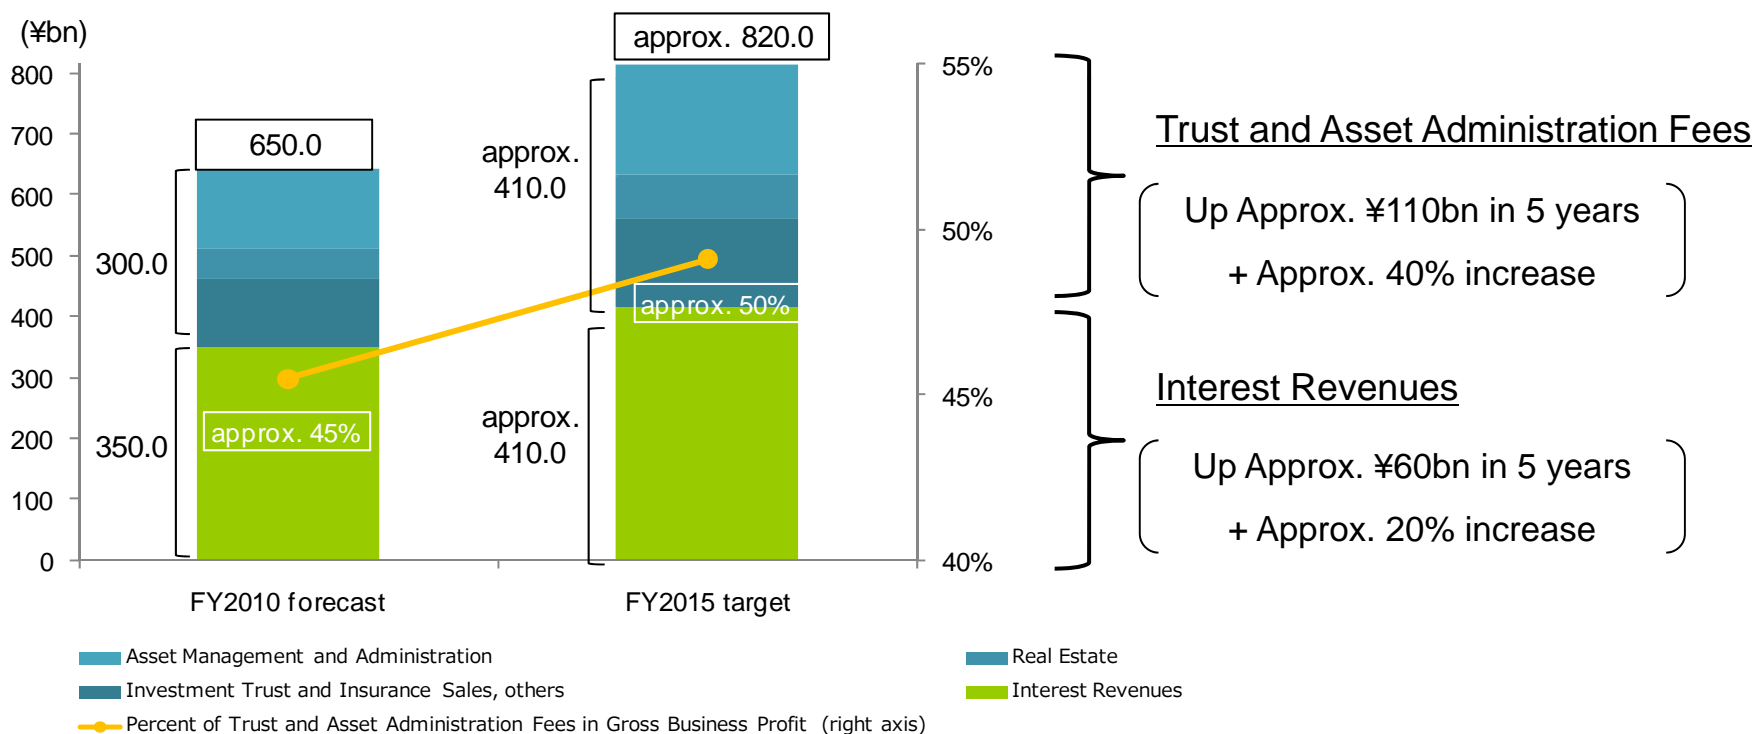 (¥bn)
800
700
600
500
400
300
200
100
0
650.0
300.0
350.0
approx. 45%
approx. 820.0
approx.
410.0
approx. 50%
approx.
410.0
55%
50%
45%
40%
FY2010 forecast
FY2015 target
Trust and Asset Administration Fees
Up Approx. ¥110bn in 5 years
+ Approx. 40% increase
Interest Revenues
Up Approx. ¥60bn in 5 years
+ Approx. 20% increase
Asset Management and Administration
Real Estate
Investment Trust and Insurance Sales, others
Interest Revenues
Percent of Trust and Asset Administration Fees in Gross Business Profit (right axis)